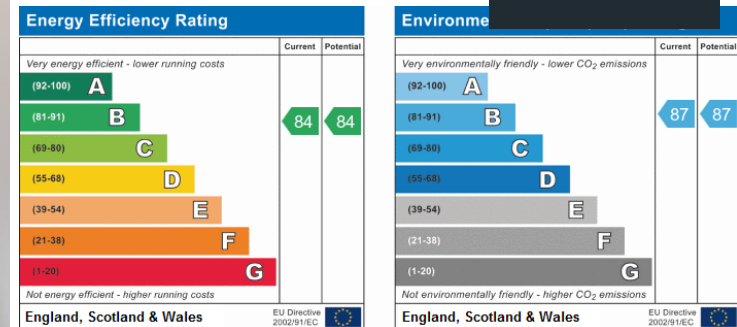 Energy Efficiency Rating
Current Potential
Very energy efficient - lower running costs
(92-100) A
(81-91) B
84 84
(69-80) C
(55-68) D
(39-54) E
(21-38) F
(1-20) G
Not energy efficient - higher running costs
England, Scotland & Wales
EU Directive
2002/91/EC
Current Potential
Very environmentally friendly - lower CO2 emissions
(92-100) A
(81-91) B
87 87
(69-80) C
(55-68) D
(39-54) E
(21-38) F
(1-20) G
Not environmentally friendly - higher CO2 emissions
England, Scotland & Wales
EU Directive
2002/91/EC